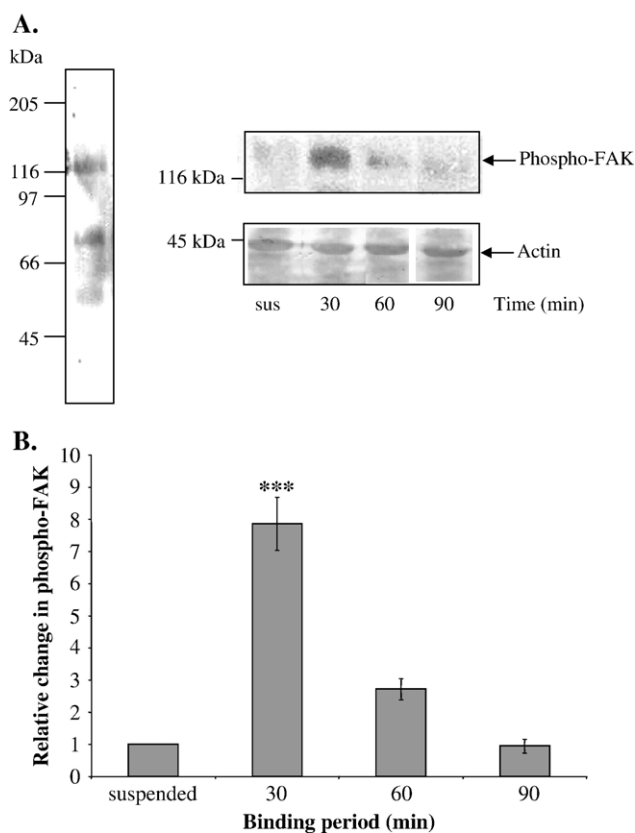 A.
kDa
205
116
97
66
45
116 kDa
Phospho-FAK
45 kDa
Actin
sus 30 60 90 Time (min)
B.
Relative change in phospho-FAK
10
9
8
7
6
5
4
3
2
1
0
***
suspended 30 60 90
Binding period (min)